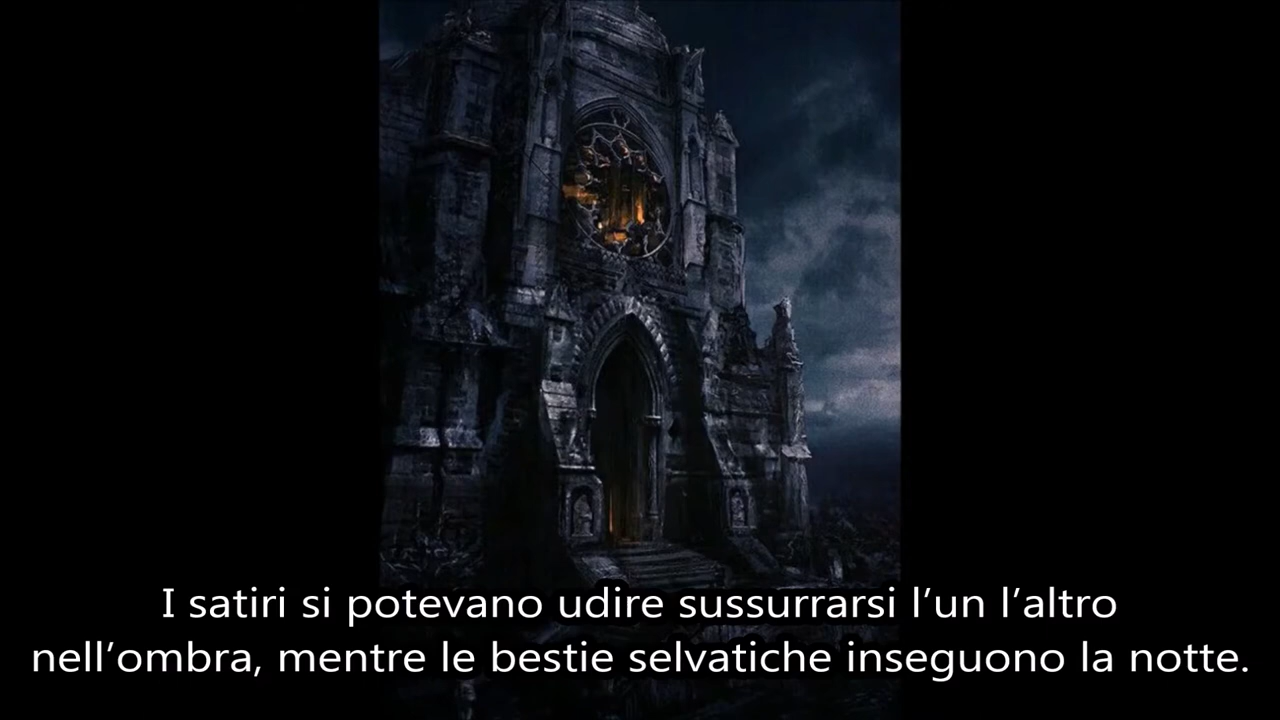 I satiri si potevano udire sussurrarsi l’un l’altro
nell’ombra, mentre le bestie selvatiche inseguono la notte.